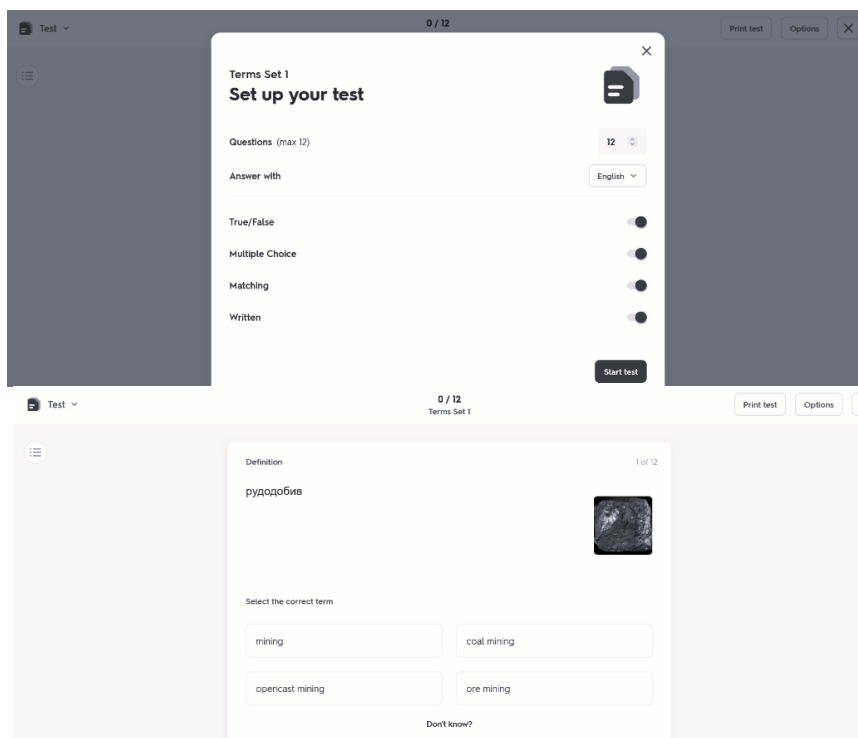 Test
0 / 12
Print test
Options
Terms Set 1
Set up your test
Questions (max 12)
12
Answer with
English
True/False
Multiple Choice
Matching
Written
Start test
Test
0 / 12
Terms Set 1
Print test
Options
Definition
1 of 12
рудодобив
Select the correct term
mining
coal mining
opencast mining
ore mining
Don't know?